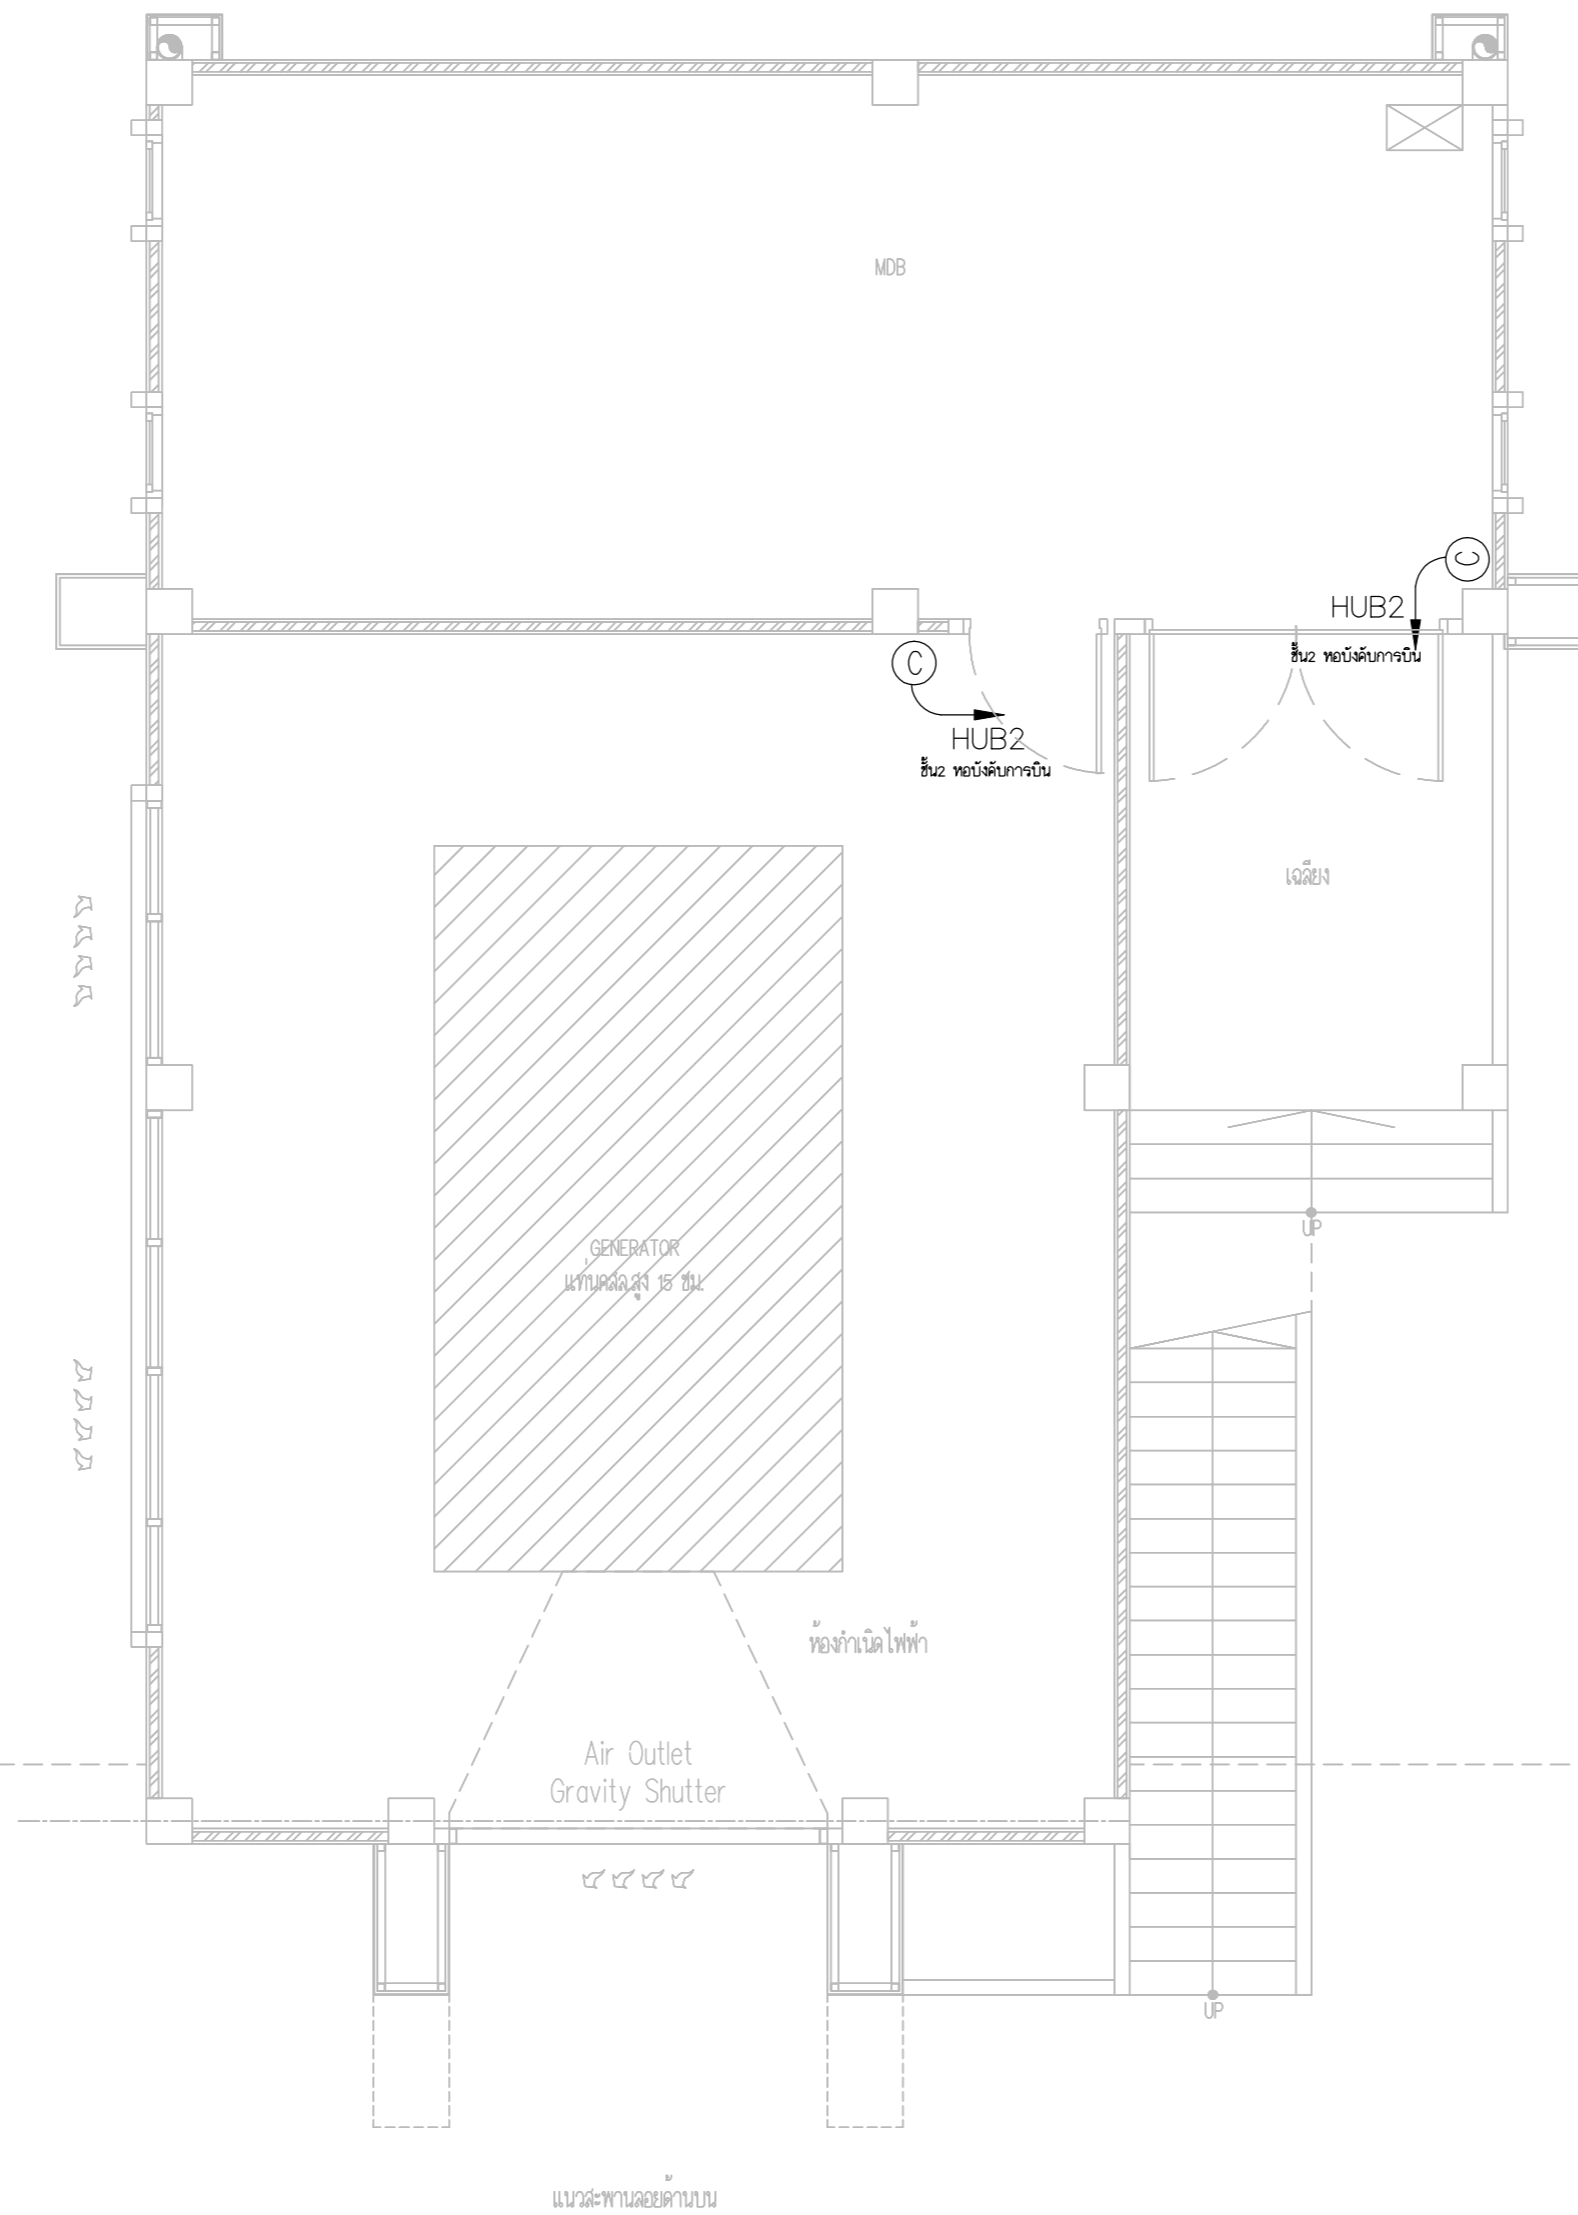 MDB
C
HUB2
ชั้น2 หอบังคับการบิน
C
HUB2
ชั้น2 หอบังคับการบิน
เฉลียง
UP
GENERATOR
แท่นคสล.สูง 15 ซม.
ห้องกำเนิดไฟฟ้า
Air Outlet
Gravity Shutter
UP
แนวสะพานลอยด้านบน